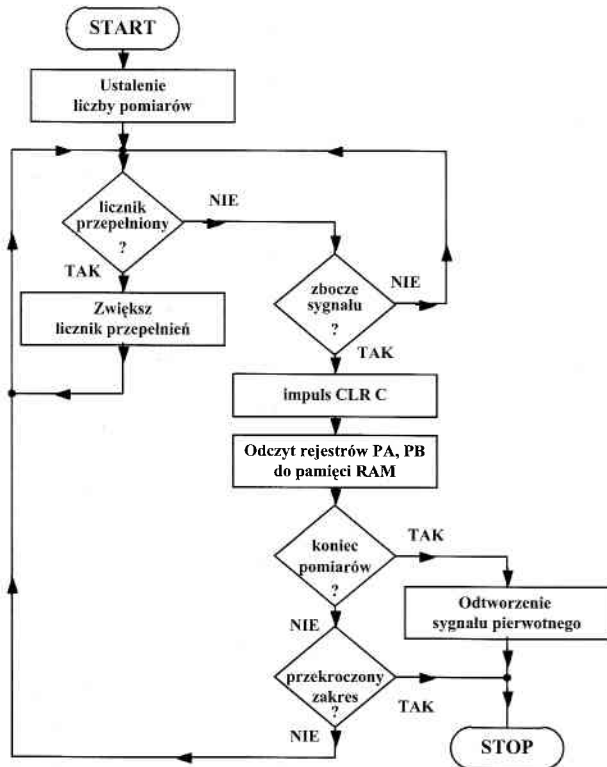 START
Ustalenie
liczby pomiarów
licznik
przepełniony
?
NIE
TAK
Zwiększ
licznik przepełnień
zbocze
sygnału
?
NIE
TAK
impuls CLR C
Odczyt rejestrów PA, PB
do pamięci RAM
koniec
pomiarów
?
TAK
NIE
Odtworzenie
sygnału pierwotnego
przekroczony
zakres
?
TAK
NIE
STOP